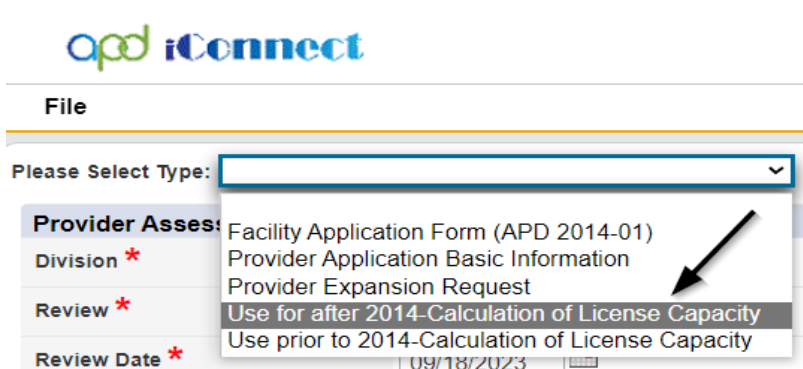 apd iConnect
File
Please Select Type:
Provider Assess
Facility Application Form (APD 2014-01)
Division *
Provider Application Basic Information
Provider Expansion Request
Review *
Use for after 2014-Calculation of License Capacity
Use prior to 2014-Calculation of License Capacity
Review Date *
09/18/2023